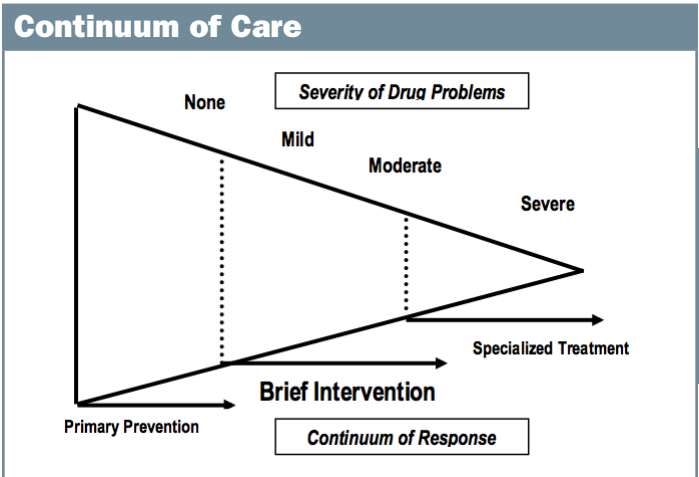 Continuum of Care
Severity of Drug Problems
None
Mild
Moderate
Severe
Specialized Treatment
Brief Intervention
Primary Prevention
Continuum of Response